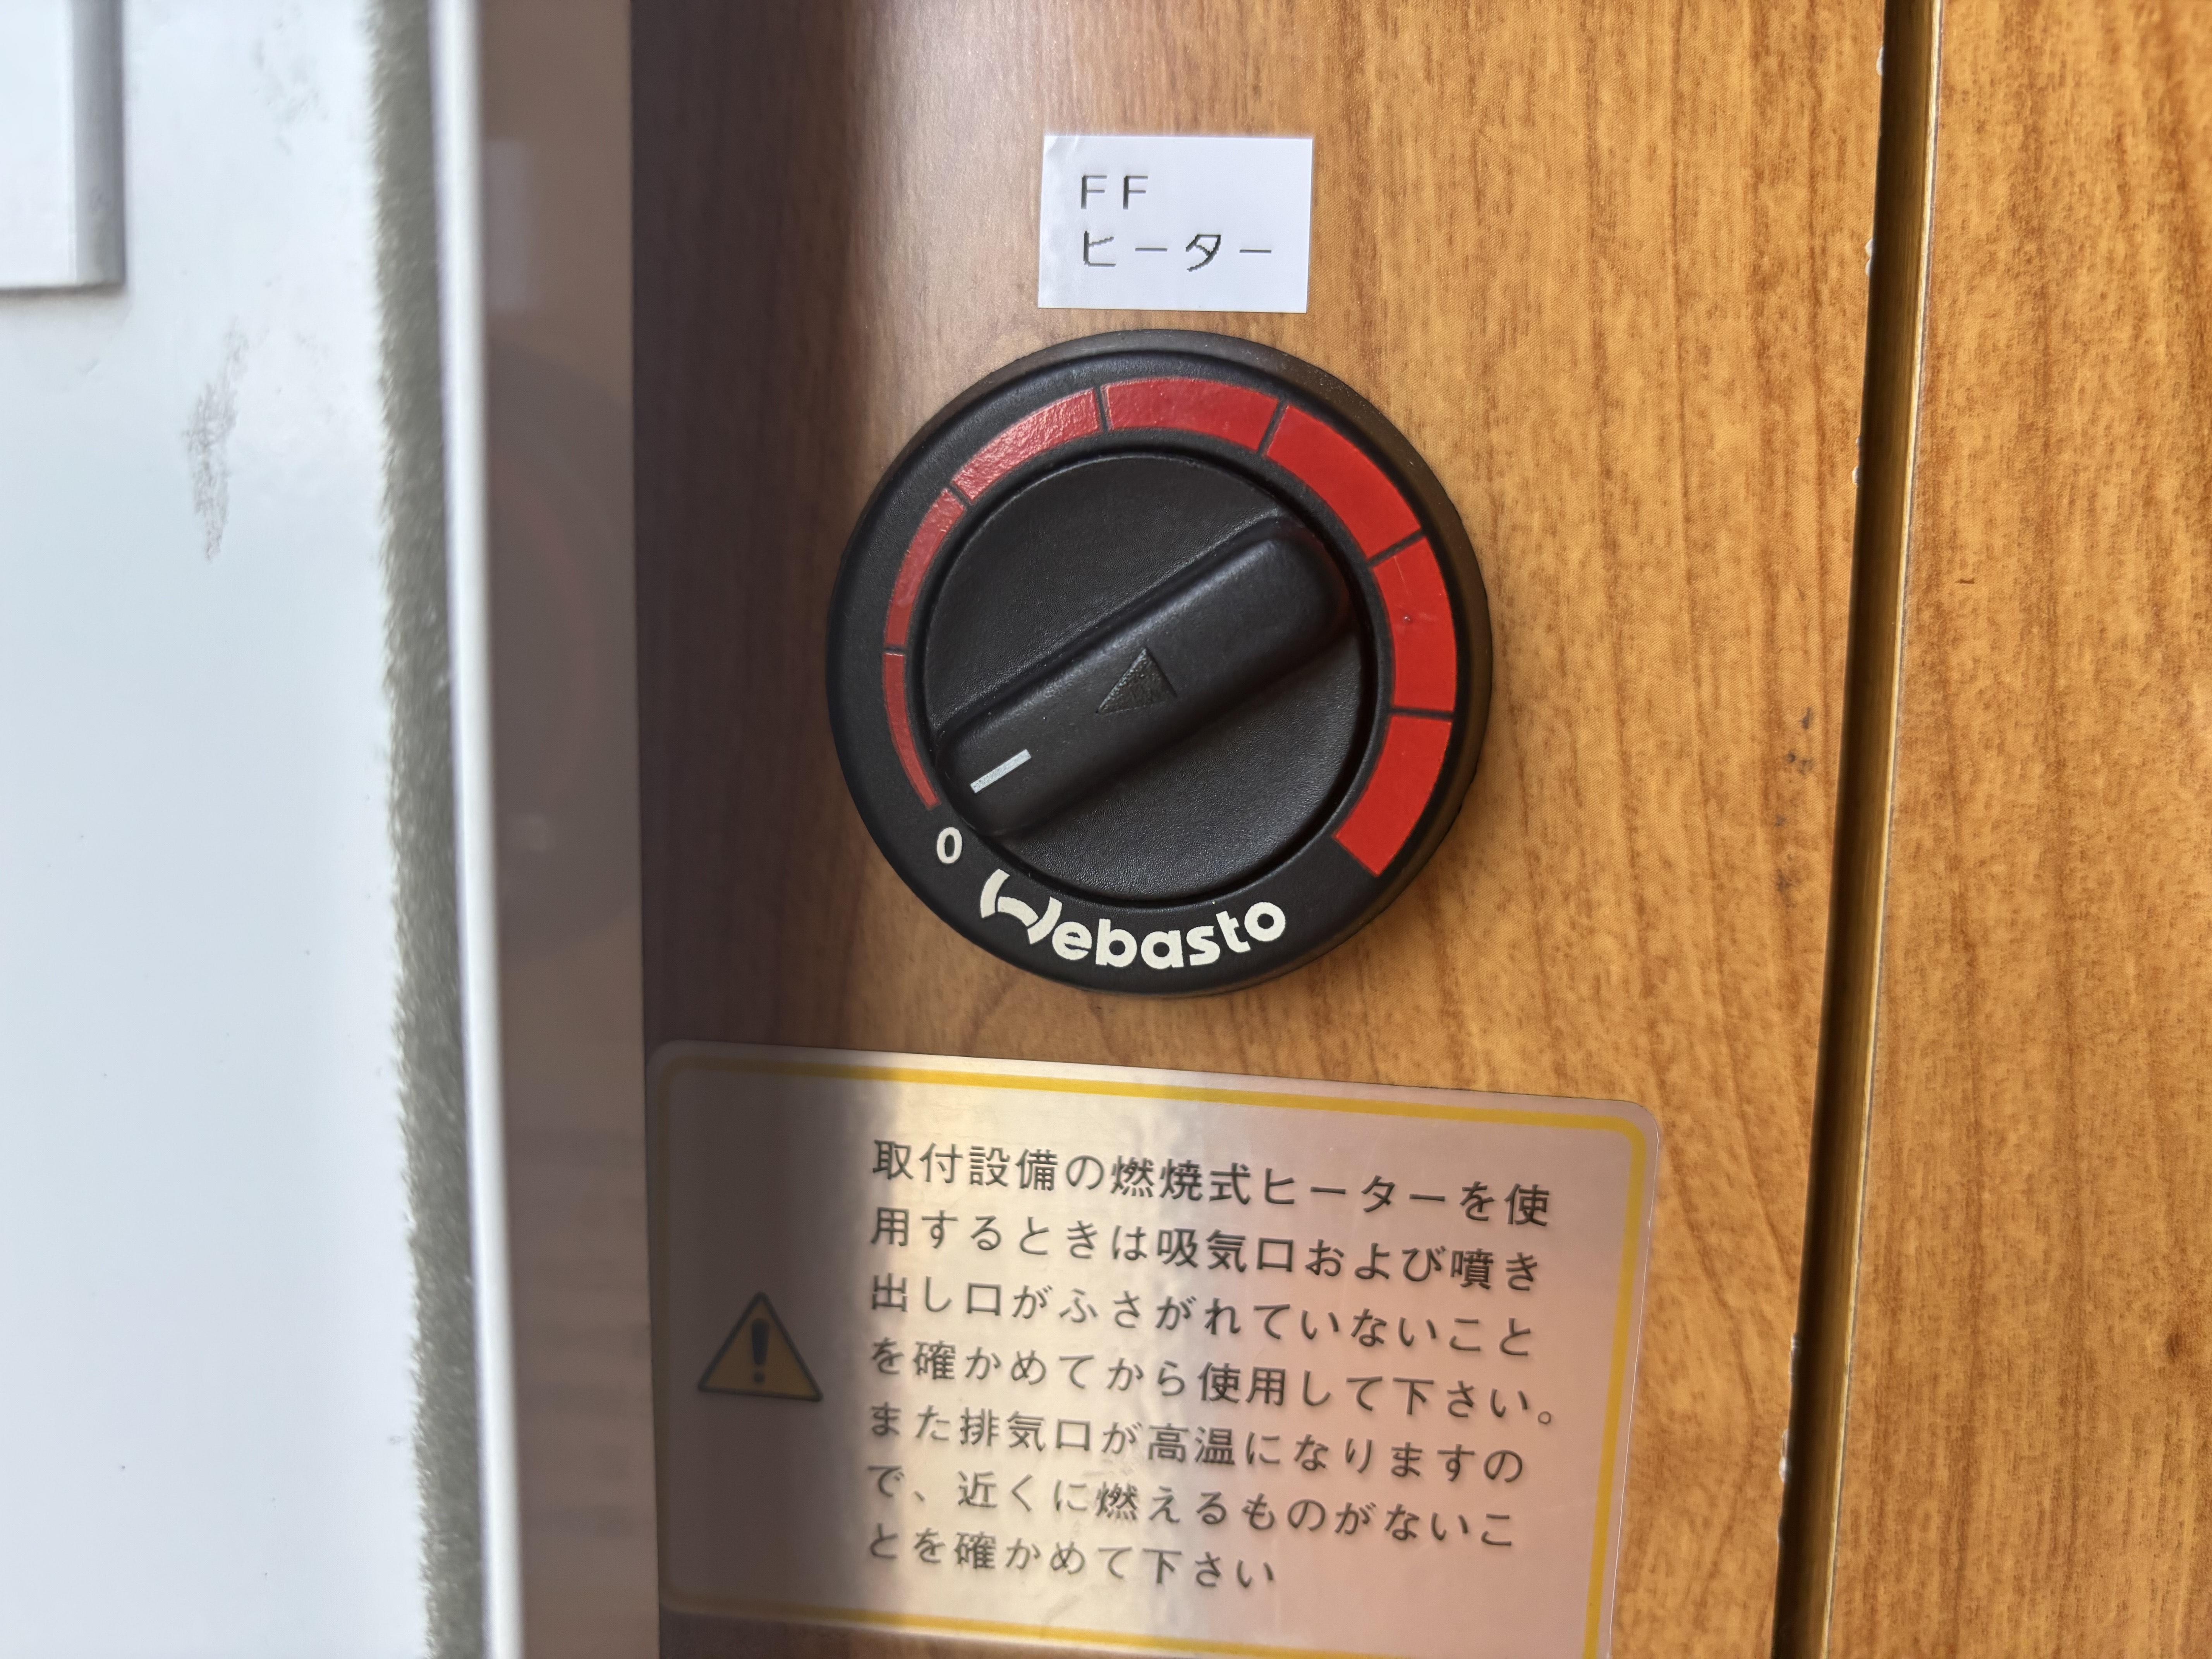 FF
ヒーター
0
Webasto
取付設備の燃焼式ヒーターを使
用するときは吸気口および噴き
出し口がふさがれていないこと
を確かめてから使用して下さい。
また排気口が高温になりますの
で、近くに燃えるものがないこ
とを確かめて下さい